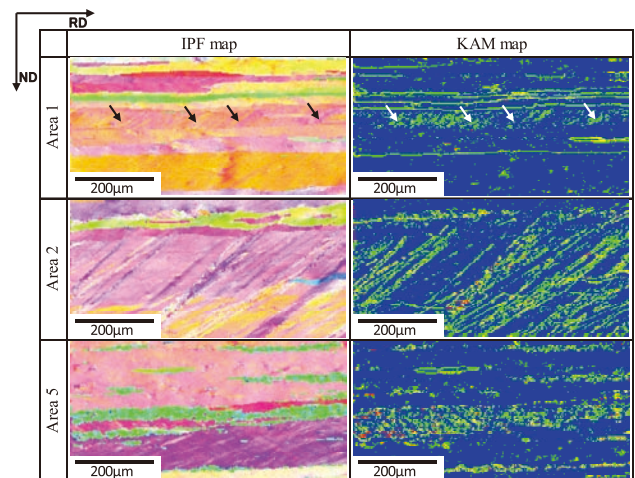 RD
ND
IPF map
KAM map
Area 1
200μm
200μm
Area 2
200μm
200μm
Area 5
200μm
200μm